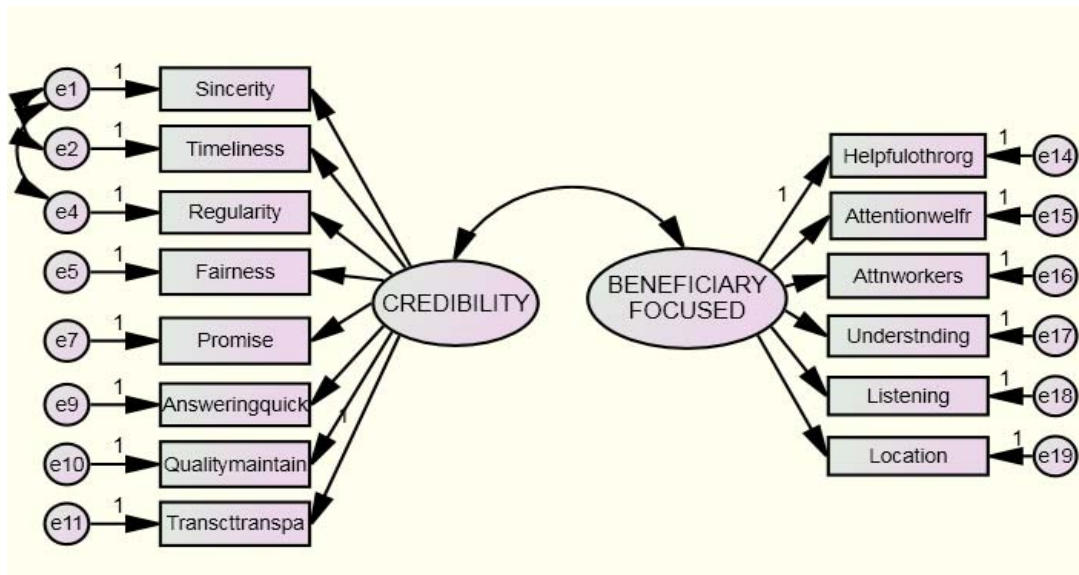 e1 1 Sincerity
e2 1 Timeliness
e4 1 Regularity
e5 1 Fairness
e7 1 Promise
e9 1 Answeringquick
1
e10 1 Qualitymaintain
e11 1 Transcttranspa
CREDIBILITY
BENEFICIARY
FOCUSED
1
Helpfulothrorg 1 e14
Attentionwelfr 1 e15
Attnworkers 1 e16
Understnding 1 e17
Listening 1 e18
Location 1 e19